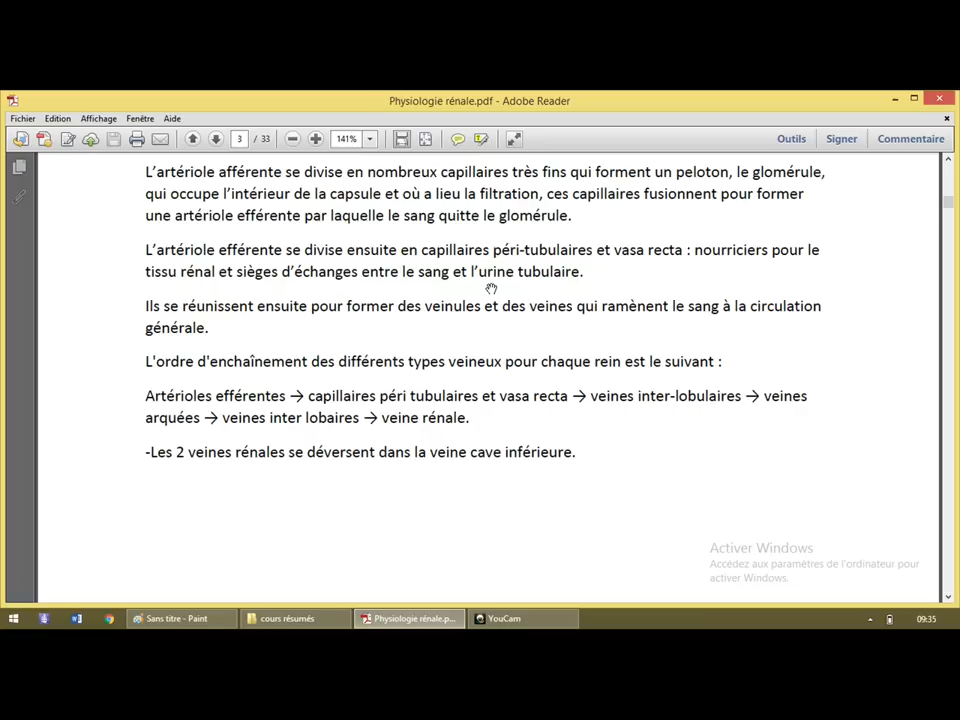 Physiologie rénale.pdf - Adobe Reader
Fichier Edition Affichage Fenêtre Aide
3 / 33 141% Outils Signer Commentaire
L'artériole afférente se divise en nombreux capillaires très fins qui forment un peloton, le glomérule,
qui occupe l'intérieur de la capsule et où a lieu la filtration, ces capillaires fusionnent pour former
une artériole efférente par laquelle le sang quitte le glomérule.
L'artériole efférente se divise ensuite en capillaires péri-tubulaires et vasa recta : nourriciers pour le
tissu rénal et sièges d'échanges entre le sang et l'urine tubulaire.
Ils se réunissent ensuite pour former des veinules et des veines qui ramènent le sang à la circulation
générale.
L'ordre d'enchaînement des différents types veineux pour chaque rein est le suivant :
Artérioles efférentes → capillaires péri tubulaires et vasa recta → veines inter-lobulaires → veines
arquées → veines inter lobaires → veine rénale.
-Les 2 veines rénales se déversent dans la veine cave inférieure.
Activer Windows
Accédez aux paramètres de l'ordinateur pour
activer Windows.
Sans titre - Paint cours résumés Physiologie rénale.p... YouCam 09:35